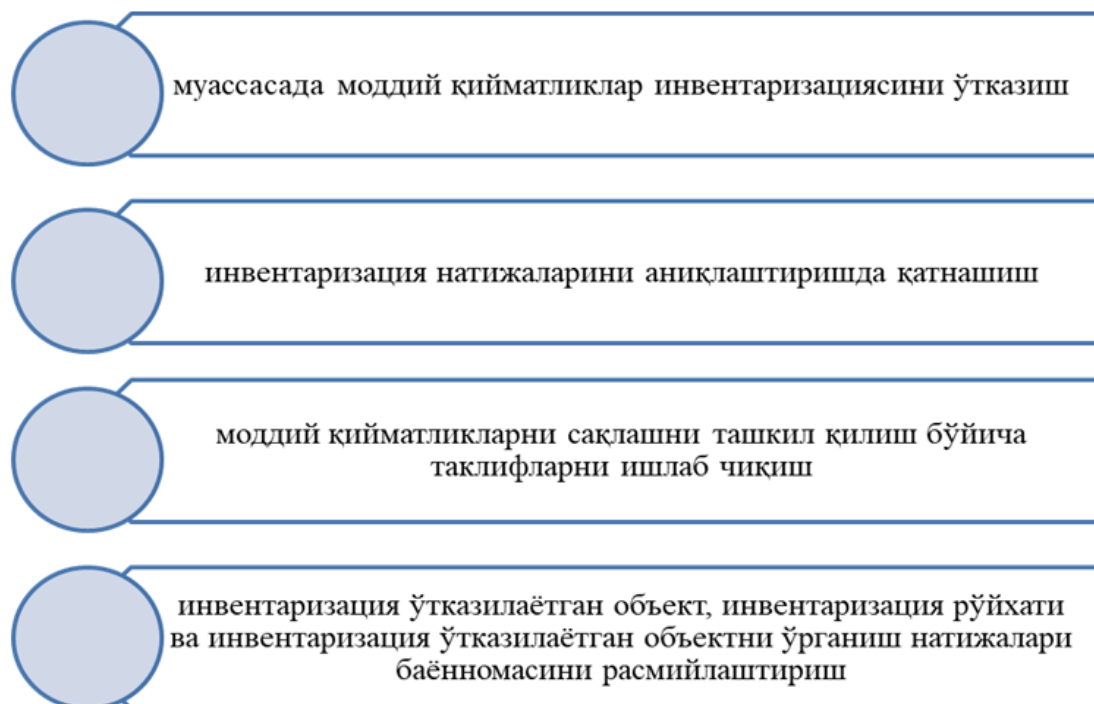 муассасада моддий қийматликлар инвентаризациясини ўтказиш
инвентаризация натижаларини аниқлаштиришда қатнашиш
моддий қийматликларни сақлашни ташкил қилиш бўйича
таклифларни ишлаб чиқиш
инвентаризация ўтказилаётган объект, инвентаризация рўйхати
ва инвентаризация ўтказилаётган объектни ўрганиш натижалари
баённомасини расмийлаштириш